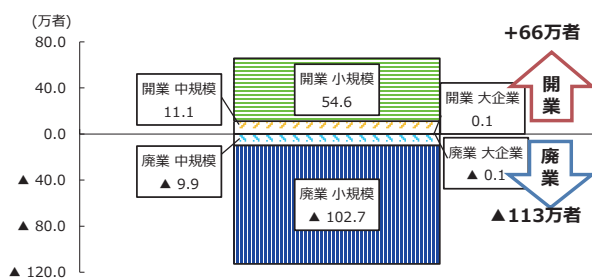 (万者)
80.0
40.0
0.0
▲ 40.0
▲ 80.0
▲ 120.0
開業 中規模
11.1
開業 小規模
54.6
開業 大企業
0.1
廃業 中規模
▲ 9.9
廃業 小規模
▲ 102.7
廃業 大企業
▲ 0.1
+66万者
開業
廃業
▲113万者